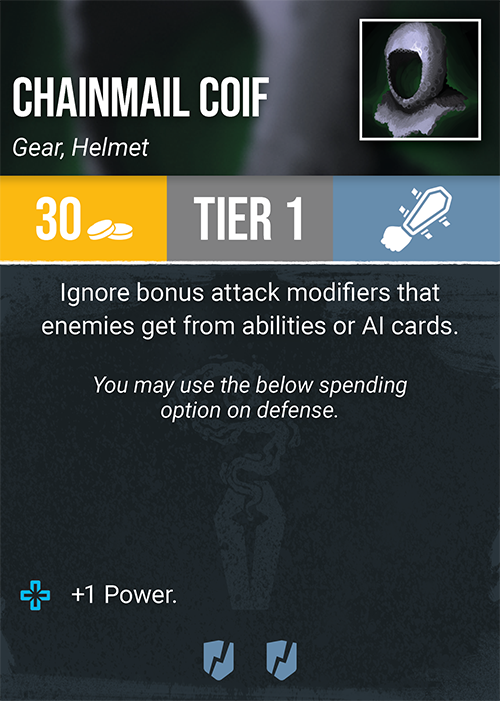 CHAINMAIL COIF
Gear, Helmet
30
TIER 1
Ignore bonus attack modifiers that
enemies get from abilities or AI cards.
You may use the below spending
option on defense.
+1 Power.